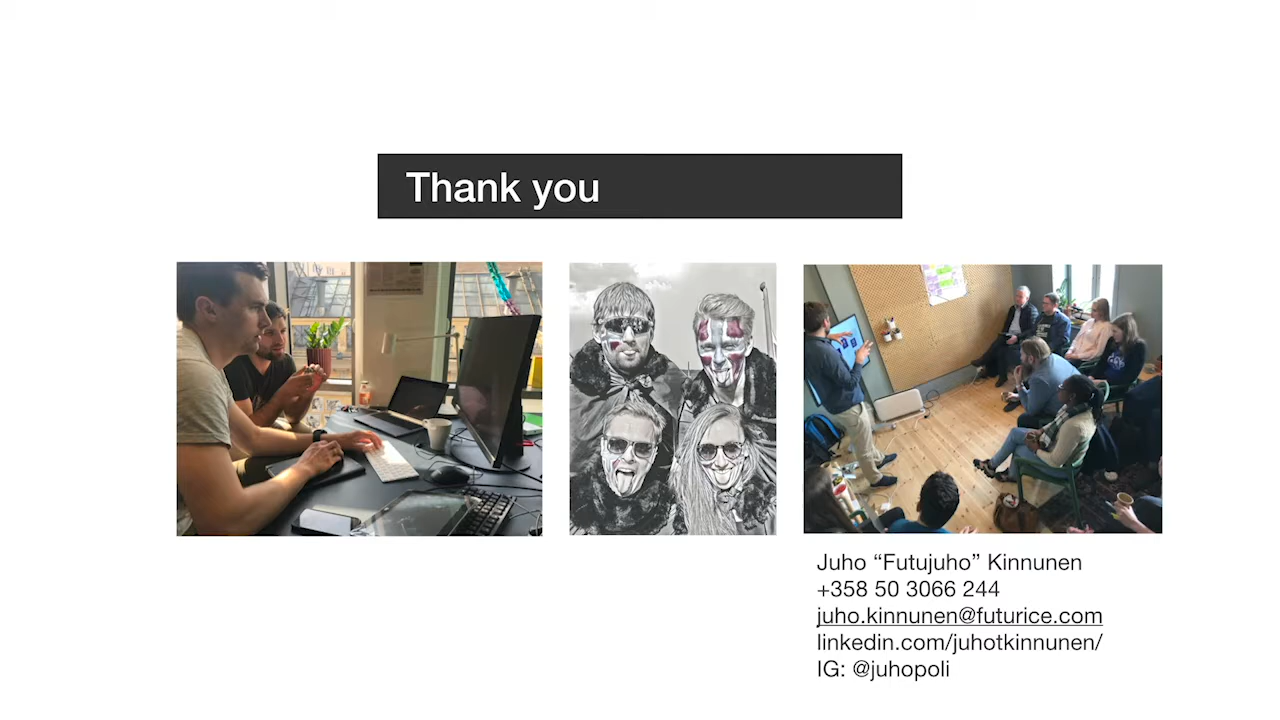 Thank you
Juho “Futujuho” Kinnunen
+358 50 3066 244
juho.kinnunen@futurice.com
linkedin.com/juhotkinnunen/
IG: @juhopoli